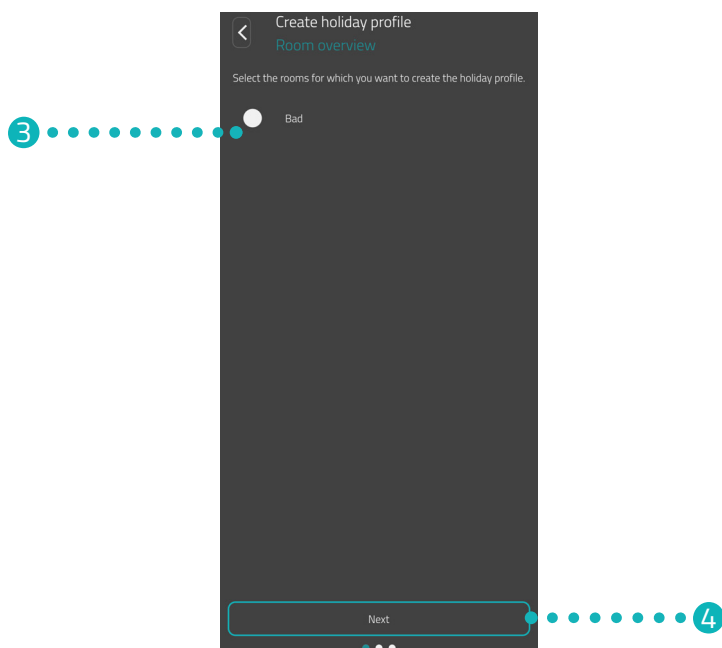 Create holiday profile
Room overview
Select the rooms for which you want to create the holiday profile.
3
Bad
Next
4